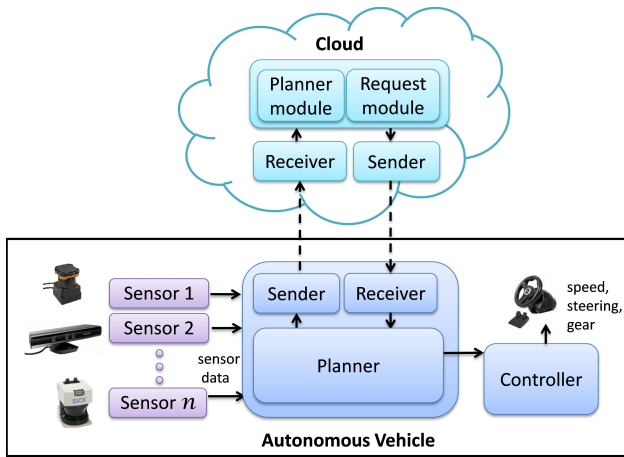 Cloud
Planner
module
Request
module
Receiver
Sender
Sensor 1
Sensor 2
Sensor n
SICK
sensor
data
Sender
Receiver
Planner
Controller
speed,
steering,
gear
Autonomous Vehicle